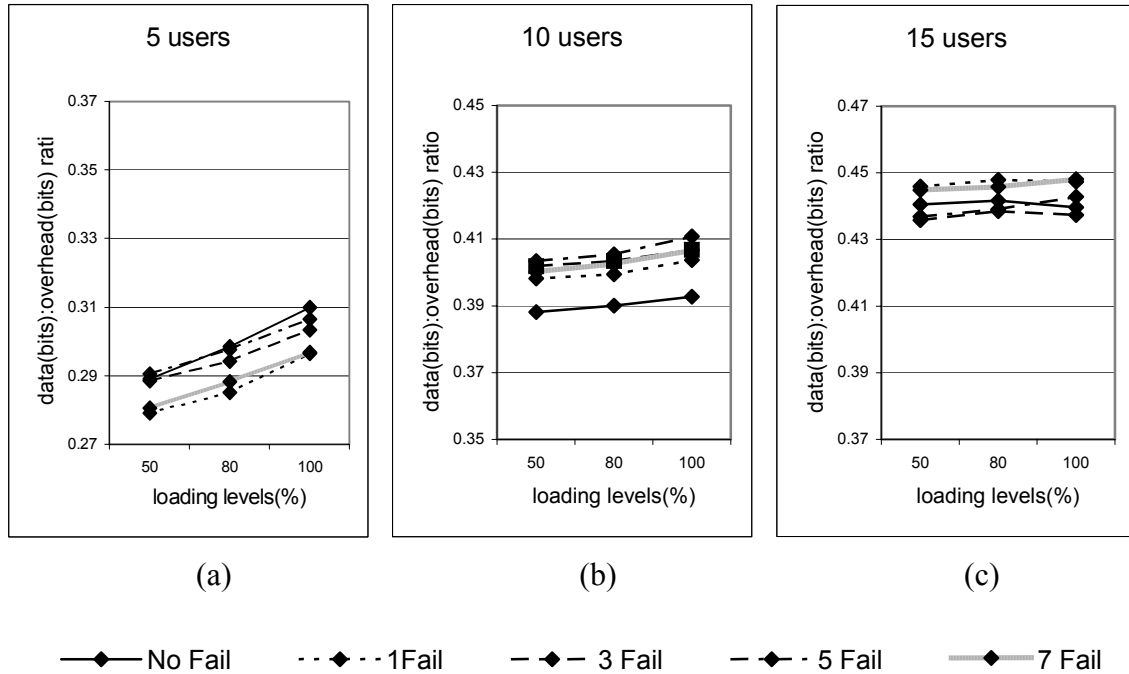 5 users
data(bits):overhead(bits) rati
0.37
0.35
0.33
0.31
0.29
0.27
50 80 100
loading levels(%)
(a)
10 users
data(bits):overhead(bits) ratio
0.45
0.43
0.41
0.39
0.37
0.35
50 80 100
loading levels(%)
(b)
15 users
data(bits):overhead(bits) ratio
0.47
0.45
0.43
0.41
0.39
0.37
50 80 100
loading levels(%)
(c)
No Fail 1Fail 3 Fail 5 Fail 7 Fail